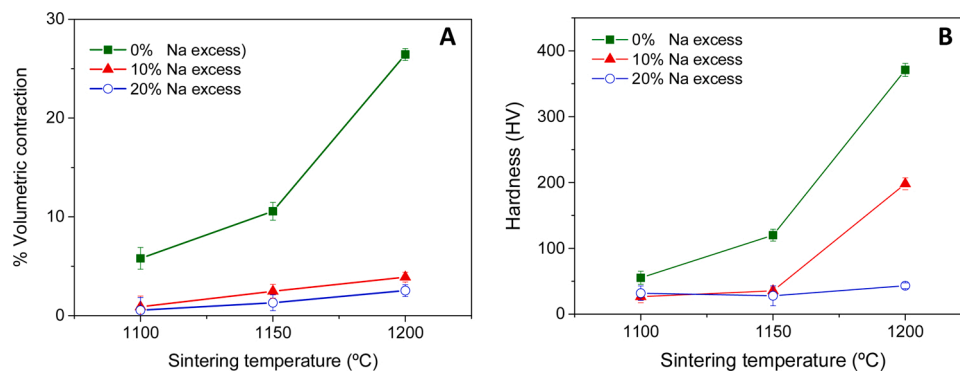 A
0% Na excess)
10% Na excess
20% Na excess
30
20
10
0
% Volumetric contraction
1100
1150
1200
Sintering temperature (ºC)
B
0% Na excess
10% Na excess
20% Na excess
400
300
200
100
0
Hardness (HV)
1100
1150
1200
Sintering temperature (ºC)